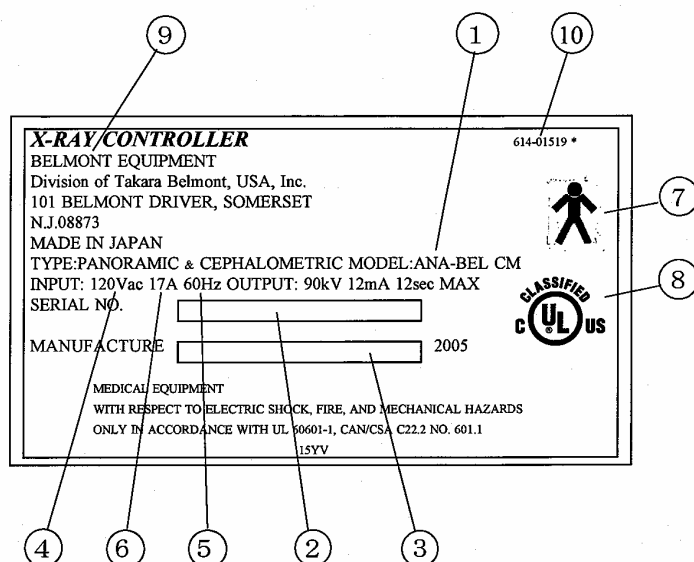 9 1 10
X-RAY/CONTROLLER 614-01519 *
BELMONT EQUIPMENT
Division of Takara Belmont, USA, Inc.
101 BELMONT DRIVER, SOMERSET
N.J.08873
7
MADE IN JAPAN
TYPE:PANORAMIC & CEPHALOMETRIC MODEL:ANA-BEL CM
INPUT: 120Vac 17A 60Hz OUTPUT: 90kV 12mA 12sec MAX
8
CLASSIFIED
C UL ® US
SERIAL NO.
MANUFACTURE 2005
MEDICAL EQUIPMENT
WITH RESPECT TO ELECTRIC SHOCK, FIRE, AND MECHANICAL HAZARDS
ONLY IN ACCORDANCE WITH UL 60601-1, CAN/CSA C22.2 NO. 601.1
15YV
4 6 5 2 3